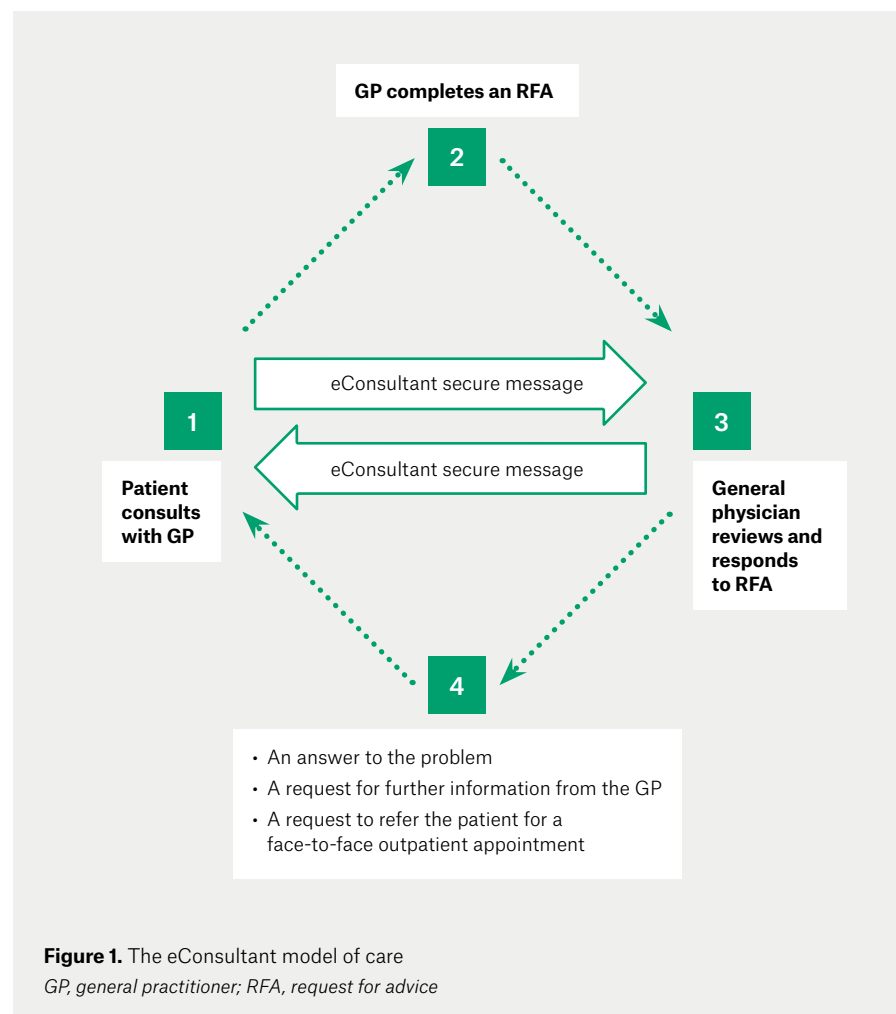 GP completes an RFA
2
eConsultant secure message
1
3
eConsultant secure message
Patient
consults
with GP
General
physician
reviews and
responds
to RFA
4
• An answer to the problem
• A request for further information from the GP
• A request to refer the patient for a
face-to-face outpatient appointment
Figure 1. The eConsultant model of care
GP, general practitioner; RFA, request for advice